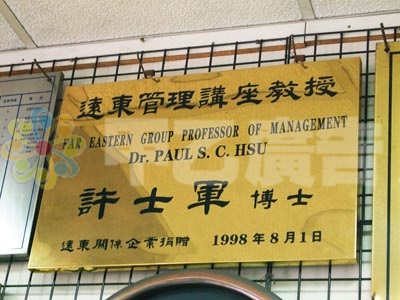 遠東管理講座教授
FAR EASTERN GROUP PROFESSOR OF MANAGEMENT
Dr. PAUL S. C. HSU
許士軍 博士
遠東關係企業捐贈 1998年8月1日